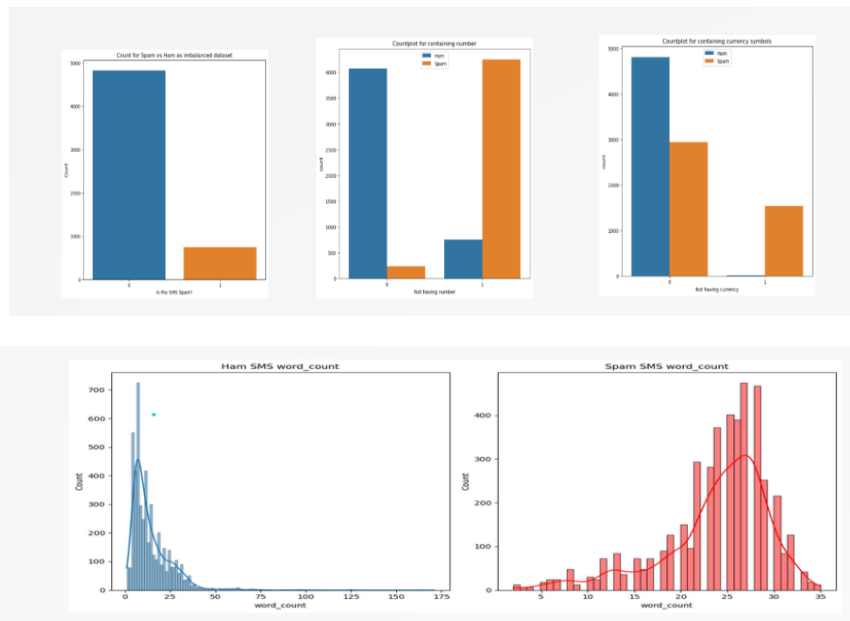 Count for Spam vs Ham as imbalanced dataset
5000
4000
3000
2000
1000
0
Count
0 1
Is the SMS Spam?
Countplot for containing number
Ham
Spam
4000
3500
3000
2500
2000
1500
1000
500
0
count
0 1
Not having number
Countplot for containing currency symbols
Ham
Spam
5000
4000
3000
2000
1000
0
count
0 1
Not having currency
Ham SMS word_count
700
600
500
400
300
200
100
0
Count
0 25 50 75 100 125 150 175
word_count
Spam SMS word_count
400
300
200
100
0
Count
5 10 15 20 25 30 35
word_count